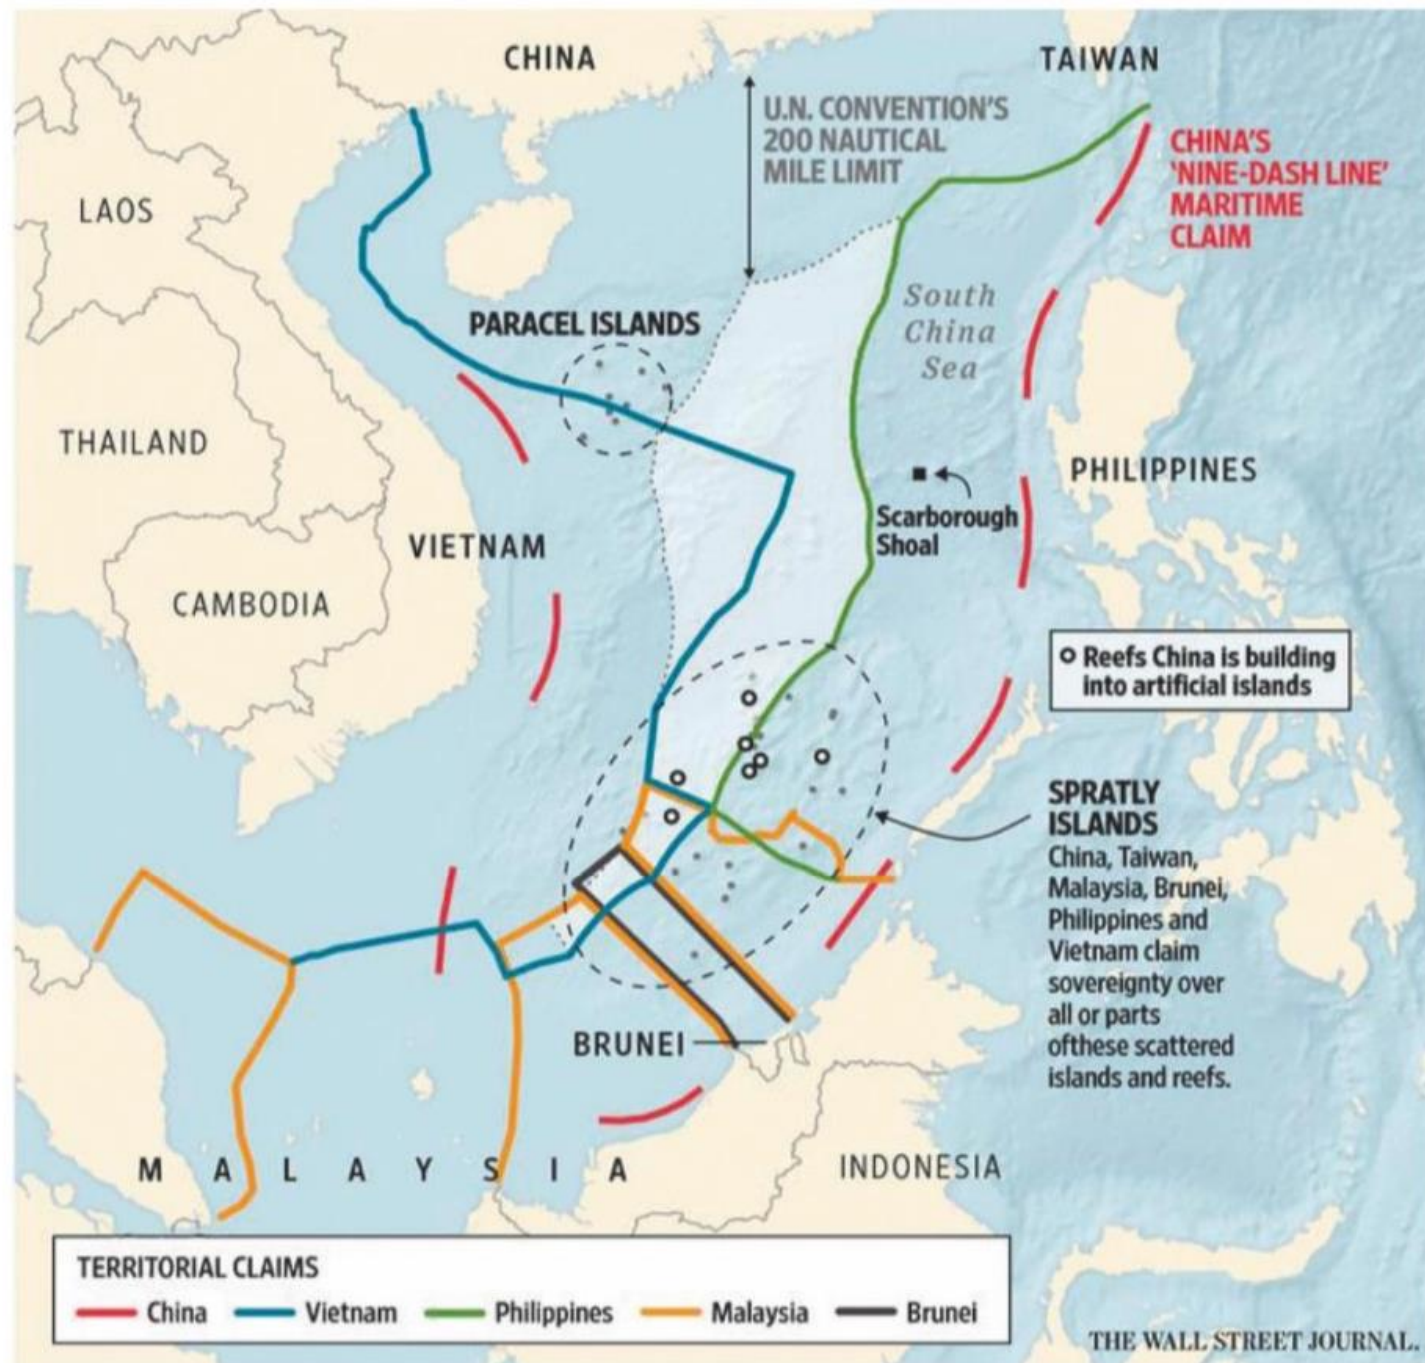 CHINA
TAIWAN
U.N. CONVENTION'S
200 NAUTICAL
MILE LIMIT
CHINA'S
'NINE-DASH LINE'
MARITIME
CLAIM
LAOS
South
China
Sea
PARACEL ISLANDS
THAILAND
PHILIPPINES
Scarborough
Shoal
VIETNAM
CAMBODIA
Reefs China is building
into artificial islands
SPRATLY
ISLANDS
China, Taiwan,
Malaysia, Brunei,
Philippines and
Vietnam claim
sovereignty over
all or parts
ofthese scattered
islands and reefs.
BRUNEI
MALAYSIA
INDONESIA
TERRITORIAL CLAIMS
China Vietnam Philippines Malaysia Brunei
THE WALL STREET JOURNAL.